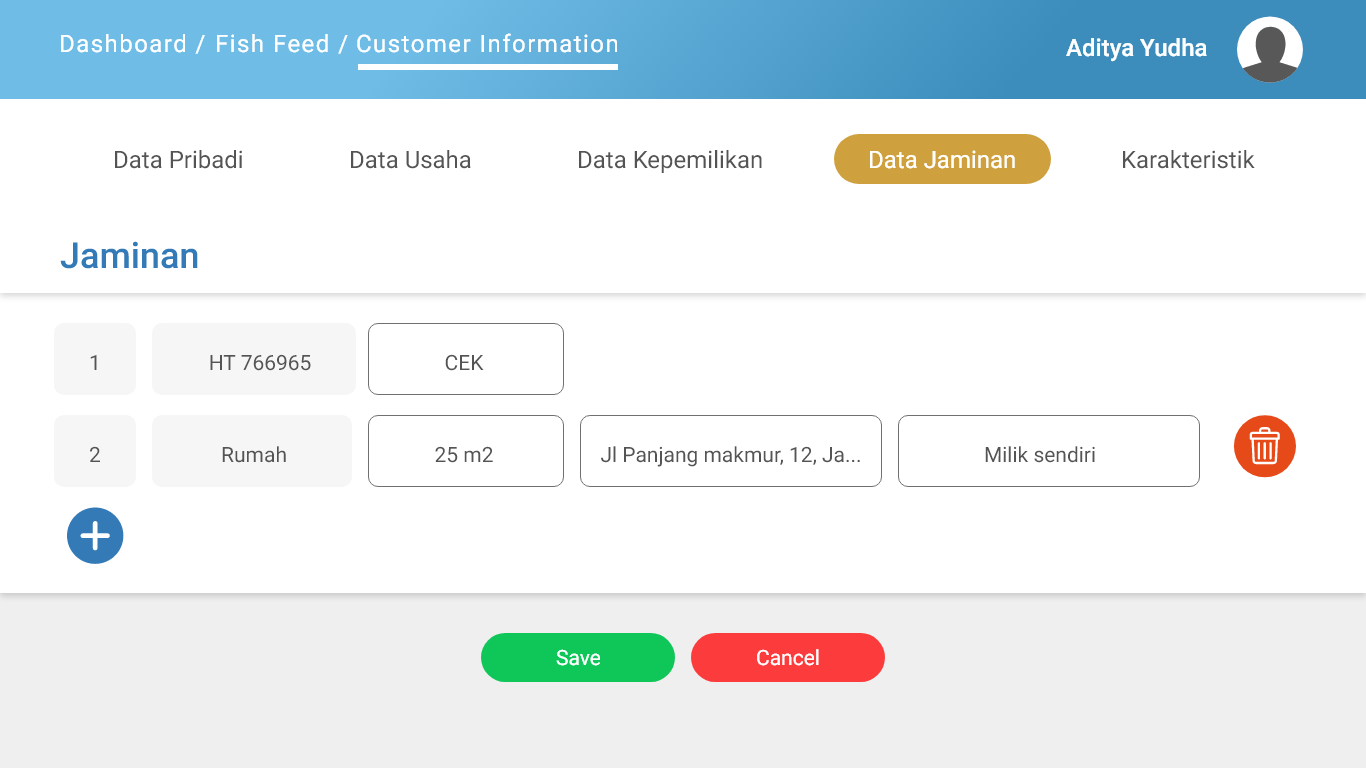 Dashboard / Fish Feed / Customer Information
Aditya Yudha
Data Pribadi
Data Usaha
Data Kepemilikan
Data Jaminan
Karakteristik
Jaminan
1
HT 766965
CEK
2
Rumah
25 m2
Jl Panjang makmur, 12, Ja...
Milik sendiri
Save
Cancel